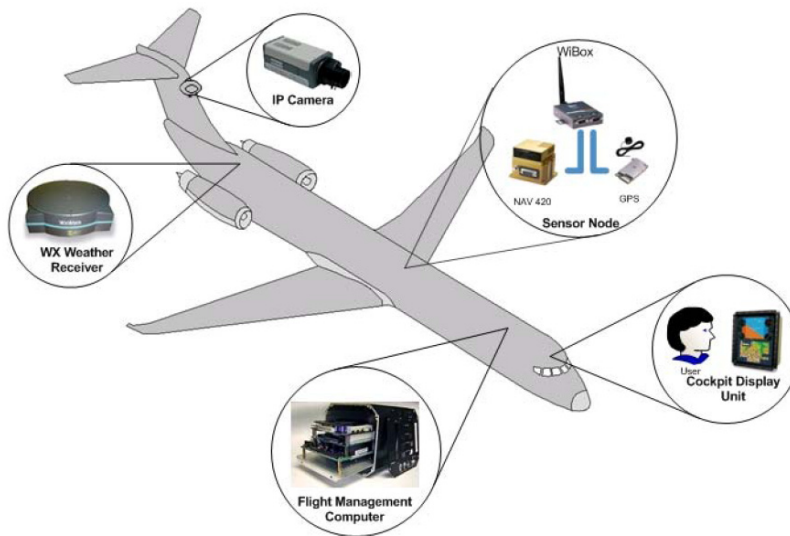 IP Camera
WiBox
NAV 420
GPS
Sensor Node
WX Weather
Receiver
User
Cockpit Display
Unit
Flight Management
Computer